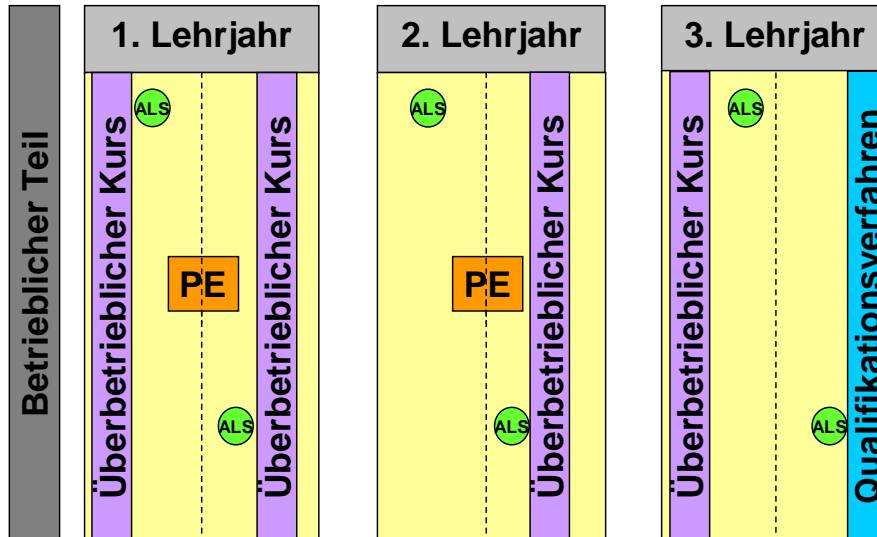 Betrieblicher Teil
1. Lehrjahr
Überbetrieblicher Kurs
ALS
PE
ALS
Überbetrieblicher Kurs
2. Lehrjahr
ALS
PE
ALS
Überbetrieblicher Kurs
3. Lehrjahr
Überbetrieblicher Kurs
ALS
ALS
Qualifikationsverfahren